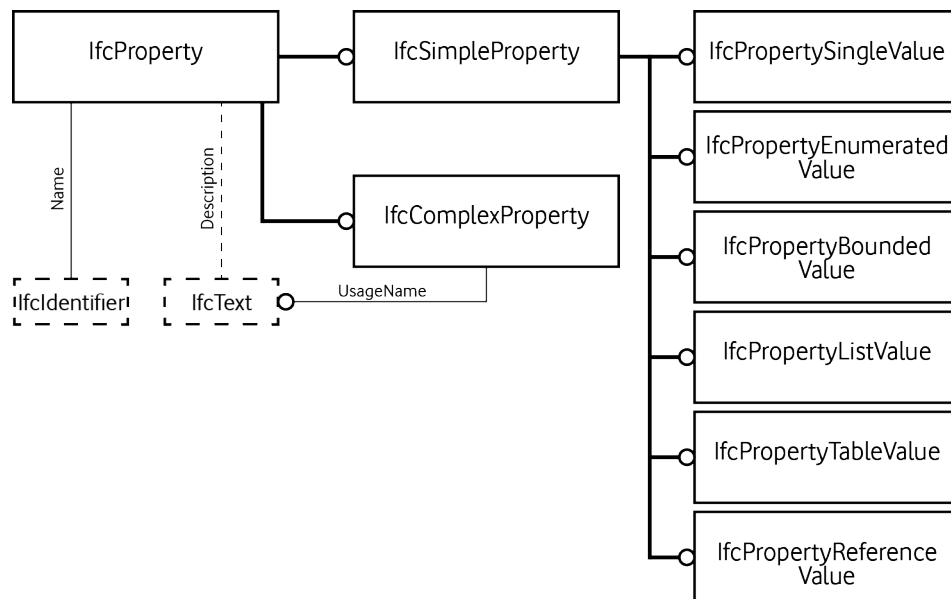 IfcProperty
IfcSimpleProperty
IfcPropertySingleValue
IfcPropertyEnumerated
Value
Name
Description
IfcComplexProperty
IfcPropertyBounded
Value
IfcIdentifier
IfcText
UsageName
IfcPropertyListValue
IfcPropertyTableValue
IfcPropertyReference
Value